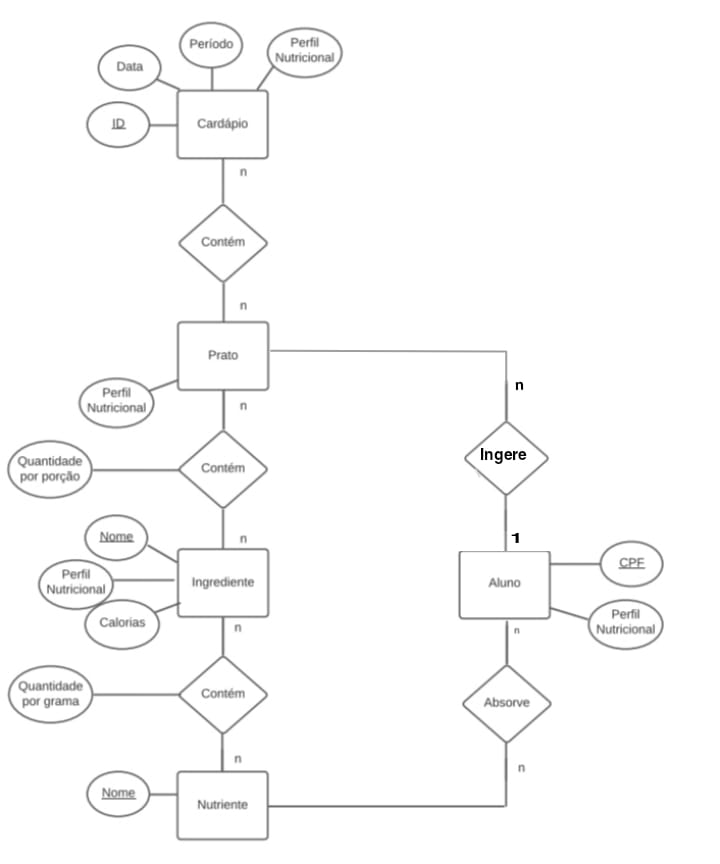 Período
Perfil
Nutricional
Data
ID
Cardápio
n
Contém
n
Prato
Perfil
Nutricional
n
n
Quantidade
por porção
Contém
Ingere
n
1
Nome
Perfil
Nutricional
Calorias
Ingrediente
Aluno
CPF
Perfil
Nutricional
n
n
Quantidade
por grama
Contém
Absorve
n
n
Nome
Nutriente